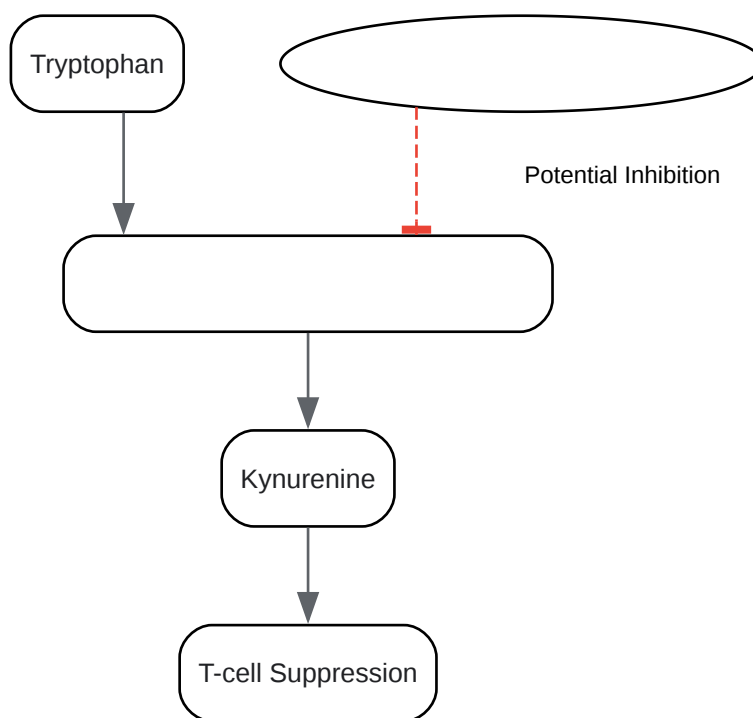 Tryptophan
Potential Inhibition
Kynurenine
T-cell Suppression